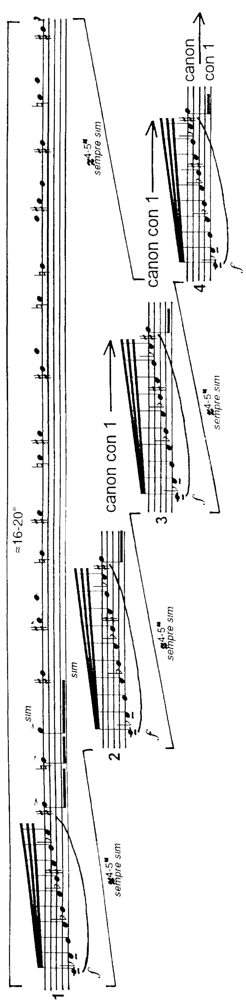 ≈16-20"
1
f
sim
≈4-5"
sempre sim
≈4-5"
sempre sim
2
f
sim
canon con 1
≈4-5"
sempre sim
3
f
canon con 1
≈4-5"
sempre sim
4
f
canon
con 1